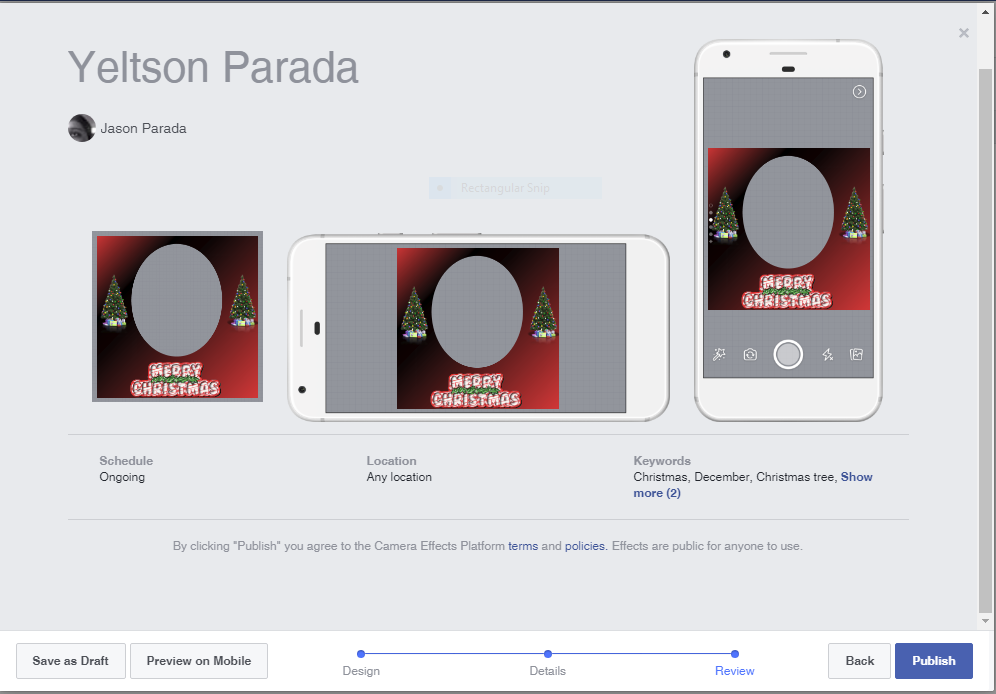 Yeltson Parada
Jason Parada
Rectangular Snip
MERRY
CHRISTMAS
MERRY
CHRISTMAS
MERRY
CHRISTMAS
Schedule
Ongoing
Location
Any location
Keywords
Christmas, December, Christmas tree, Show
more (2)
By clicking "Publish" you agree to the Camera Effects Platform terms and policies. Effects are public for anyone to use.
Save as Draft
Preview on Mobile
Design
Details
Review
Back
Publish